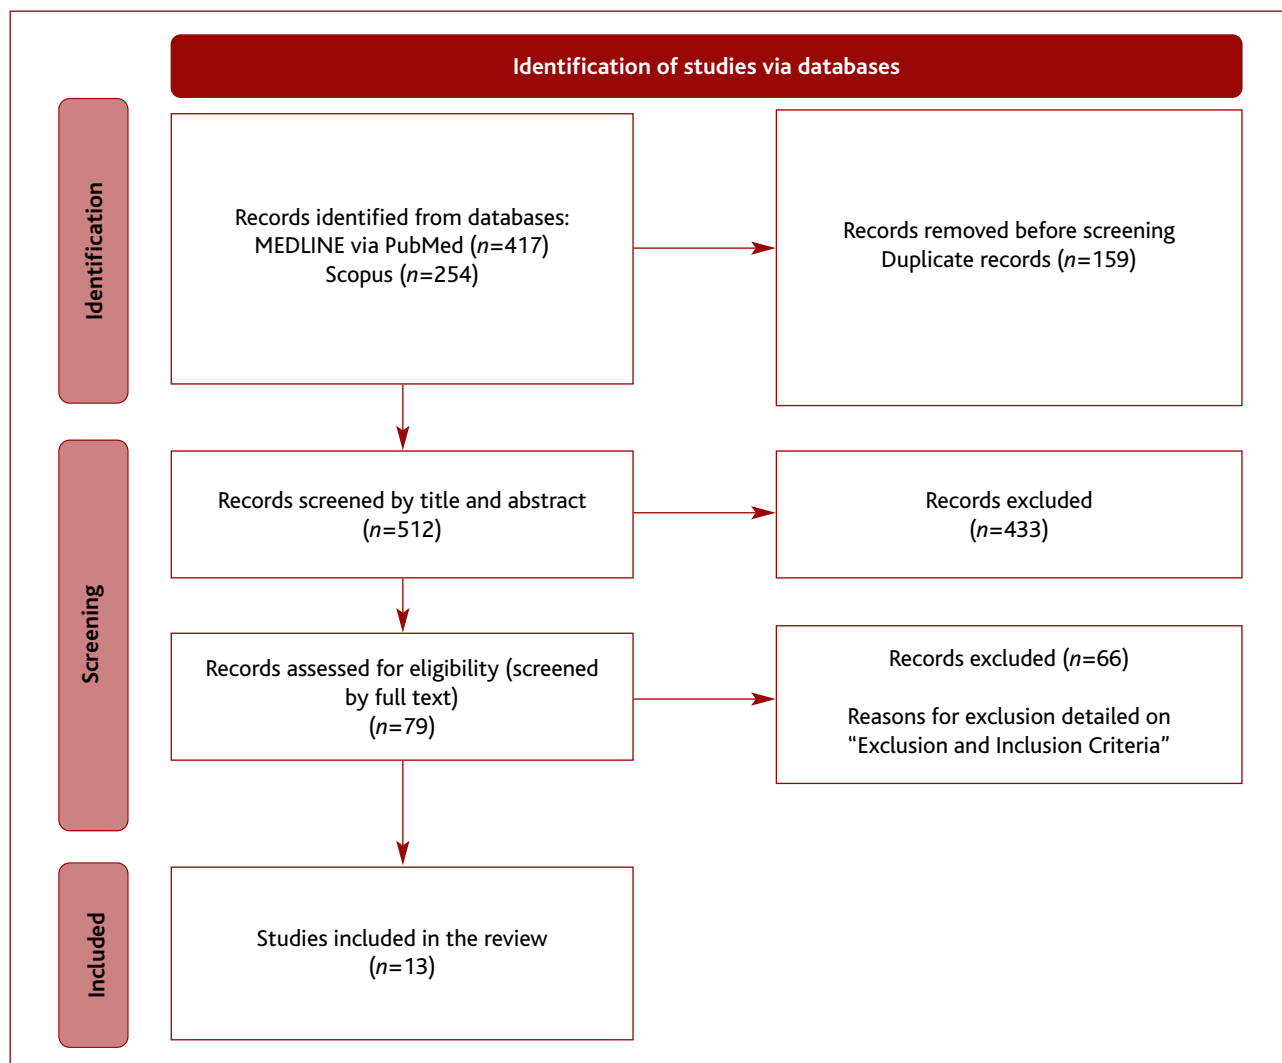 Identification of studies via databases
Identification
Records identified from databases:
MEDLINE via PubMed (n=417)
Scopus (n=254)
Records removed before screening
Duplicate records (n=159)
Screening
Records screened by title and abstract
(n=512)
Records excluded
(n=433)
Records assessed for eligibility (screened
by full text)
(n=79)
Records excluded (n=66)
Reasons for exclusion detailed on
“Exclusion and Inclusion Criteria”
Included
Studies included in the review
(n=13)